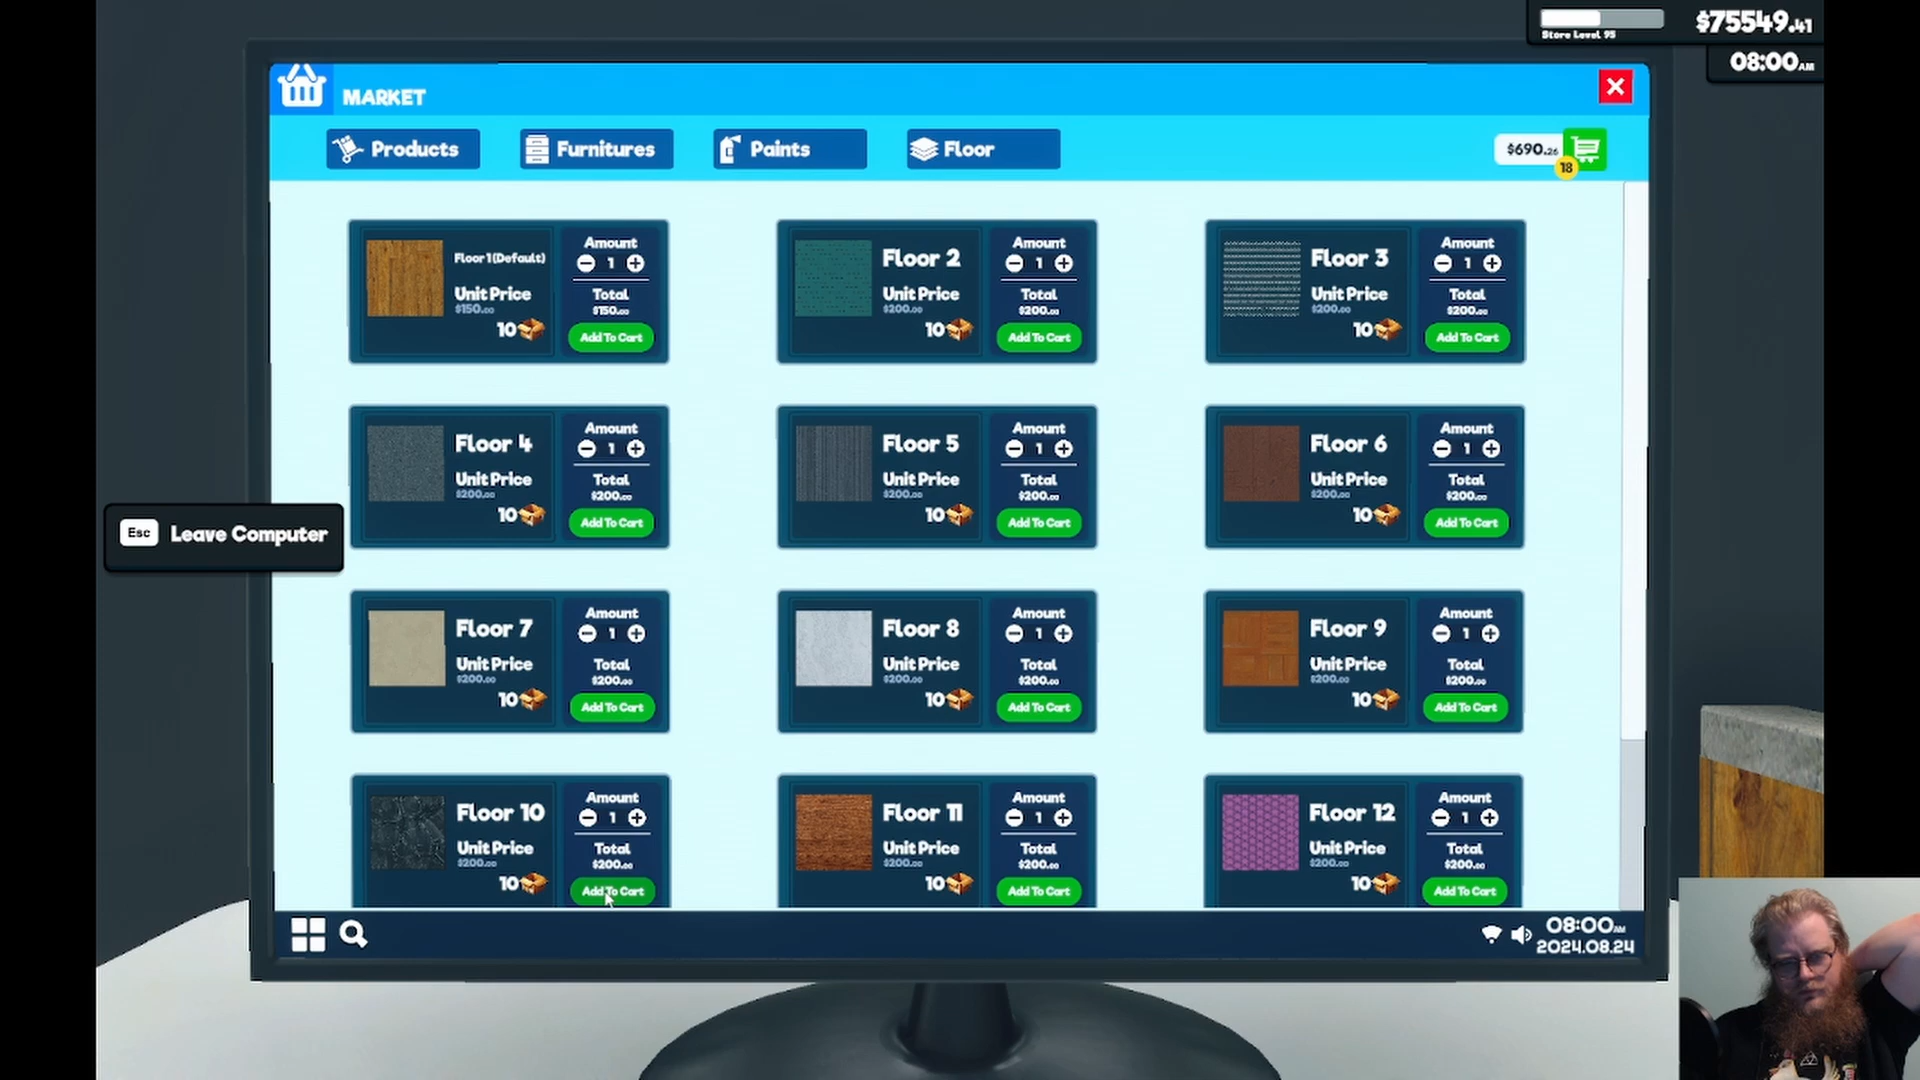 $75549.41
Store Level 95
08:00AM
MARKET
Products
Furnitures
Paints
Floor
$690.26
18
Floor 1(Default)
Unit Price
$150.00
10
Amount
1
Total
$150.00
Add To Cart
Floor 2
Unit Price
$200.00
10
Amount
1
Total
$200.00
Add To Cart
Floor 3
Unit Price
$200.00
10
Amount
1
Total
$200.00
Add To Cart
Floor 4
Unit Price
$200.00
10
Amount
1
Total
$200.00
Add To Cart
Floor 5
Unit Price
$200.00
10
Amount
1
Total
$200.00
Add To Cart
Floor 6
Unit Price
$200.00
10
Amount
1
Total
$200.00
Add To Cart
Esc Leave Computer
Floor 7
Unit Price
$200.00
10
Amount
1
Total
$200.00
Add To Cart
Floor 8
Unit Price
$200.00
10
Amount
1
Total
$200.00
Add To Cart
Floor 9
Unit Price
$200.00
10
Amount
1
Total
$200.00
Add To Cart
Floor 10
Unit Price
$200.00
10
Amount
1
Total
$200.00
Add To Cart
Floor 11
Unit Price
$200.00
10
Amount
1
Total
$200.00
Add To Cart
Floor 12
Unit Price
$200.00
10
Amount
1
Total
$200.00
Add To Cart
08:00AM
2024.08.24